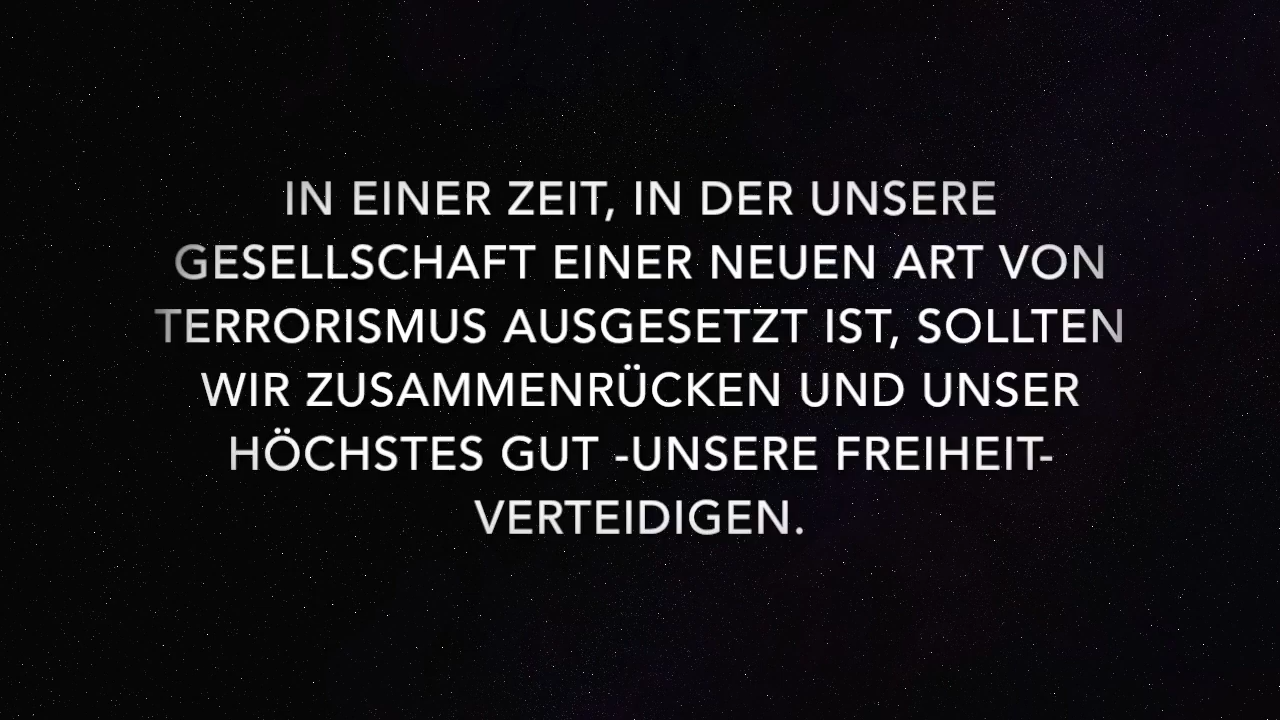 IN EINER ZEIT, IN DER UNSERE
GESELLSCHAFT EINER NEUEN ART VON
TERRORISMUS AUSGESETZT IST, SOLLTEN
WIR ZUSAMMENRÜCKEN UND UNSER
HÖCHSTES GUT -UNSERE FREIHEIT-
VERTEIDIGEN.